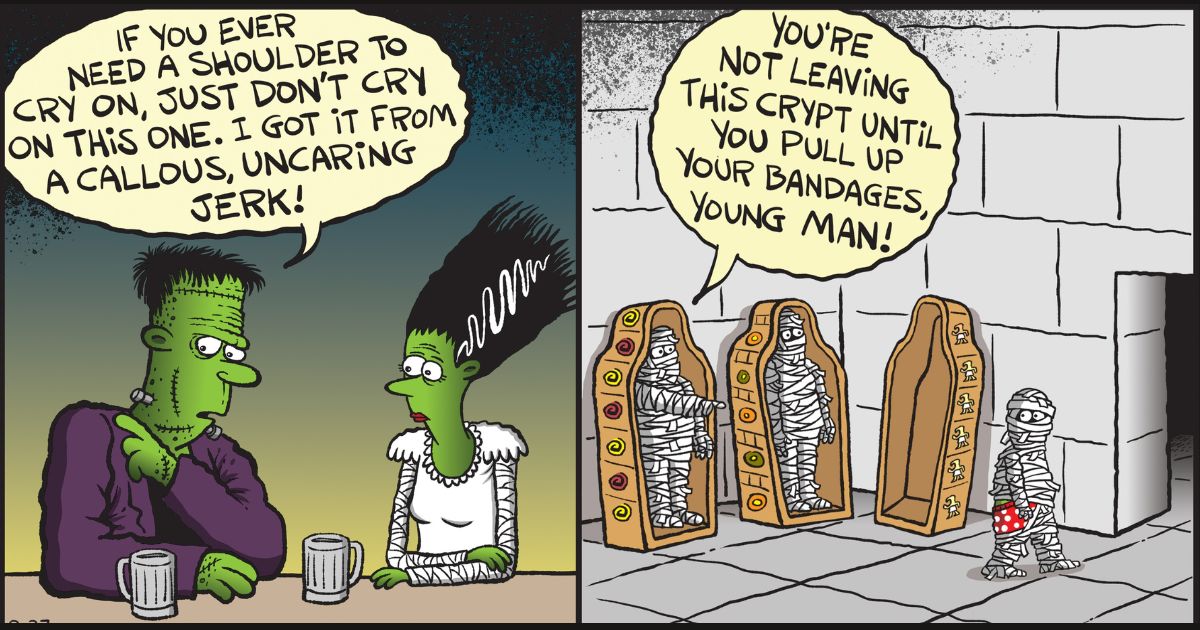 IF YOU EVER
NEED A SHOULDER TO
CRY ON, JUST DON'T CRY
ON THIS ONE. I GOT iT FROM
A CALLOUS, UNCARiNG
JERK!
YOU'RE
NOT LEAViNG
THiS CRYPT UNTiL
YOU PULL UP
YOUR BANDAGES,
YOUNG MAN!